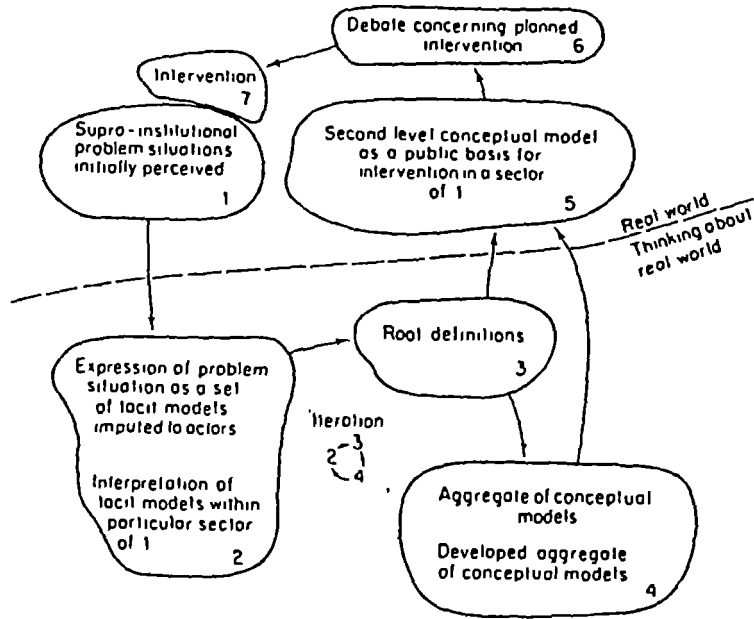 Debate concerning planned
intervention
6
Intervention
7
Supra-institutional
problem situations
initially perceived
1
Second level conceptual model
as a public basis for
intervention in a sector
of 1
5
Real world
Thinking about
real world
Expression of problem
situation as a set
of tacit models
imputed to actors
Interpretation of
tacit models within
particular sector
of 1
2
Root definitions
3
Iteration
3
2
4
Aggregate of conceptual
models
Developed aggregate
of conceptual models
4